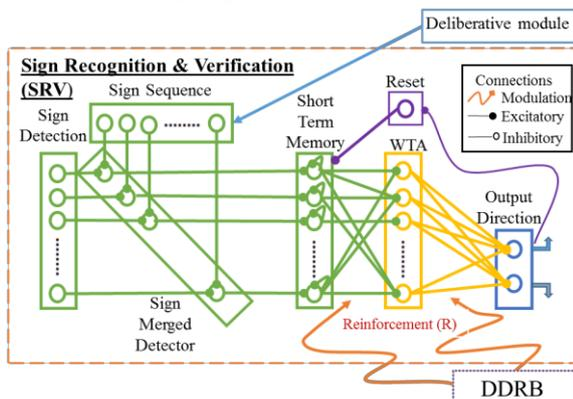 Deliberative module
Sign Recognition & Verification
(SRV)
Sign Sequence
Sign
Detection
Short
Term
Memory
Reset
WTA
Connections
Modulation
Excitatory
Inhibitory
Output
Direction
Sign
Merged
Detector
Reinforcement (R)
DDRB